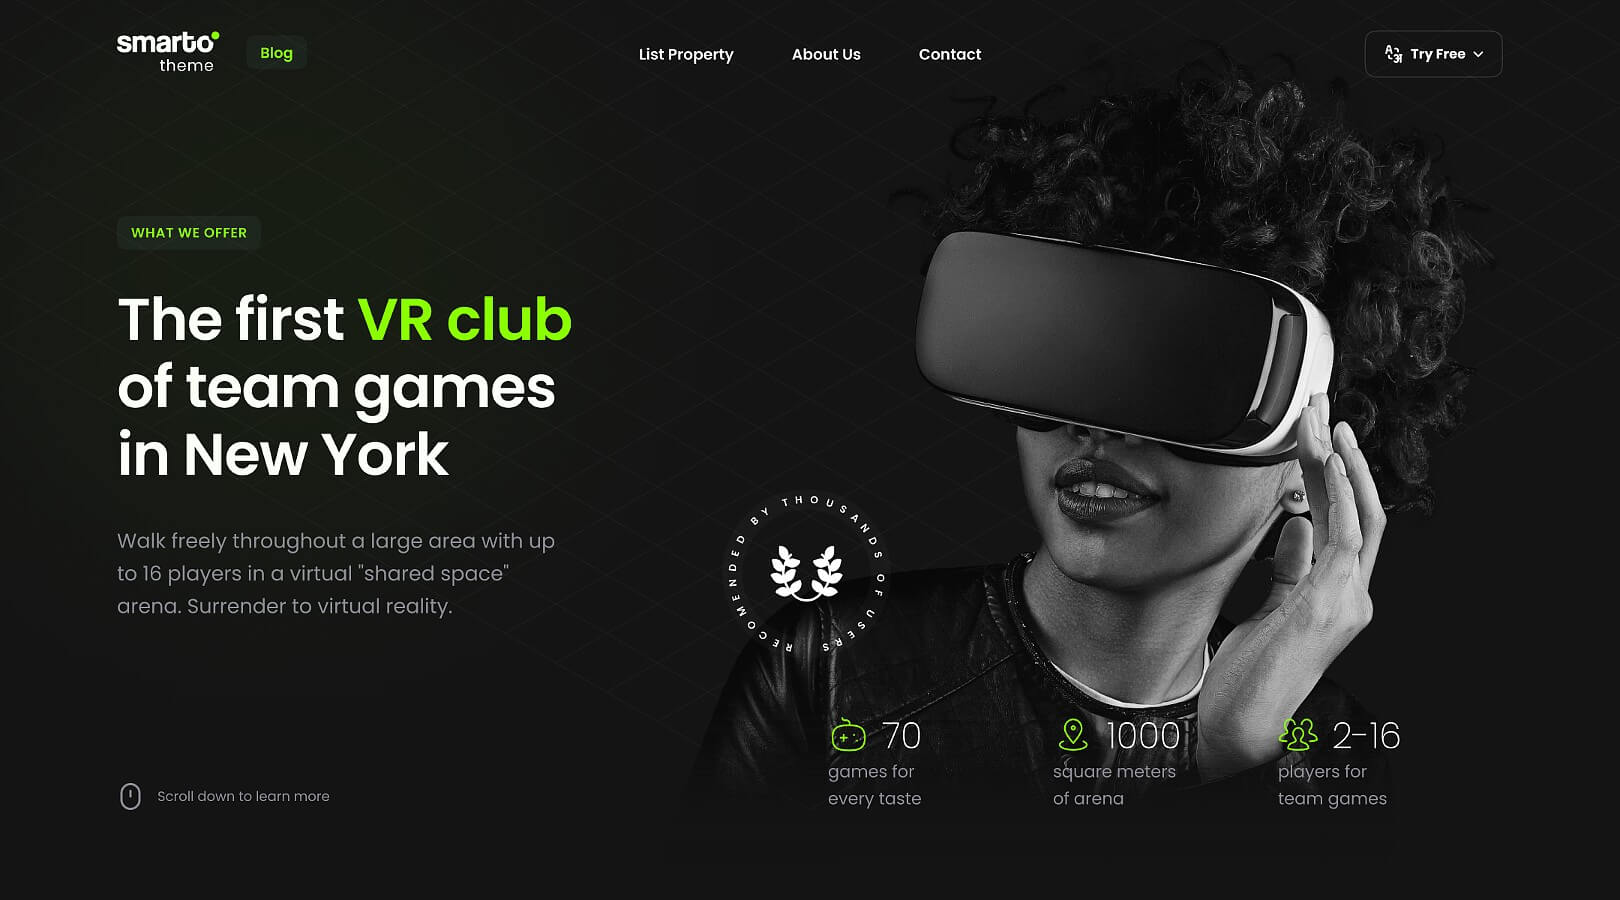 smarto
theme
Blog
List Property
About Us
Contact
Try Free
WHAT WE OFFER
The first VR club
of team games
in New York
Walk freely throughout a large area with up
to 16 players in a virtual "shared space"
arena. Surrender to virtual reality.
RECOMENDED BY THOUSANDS OF USERS
70
games for
every taste
1000
square meters
of arena
2-16
players for
team games
Scroll down to learn more